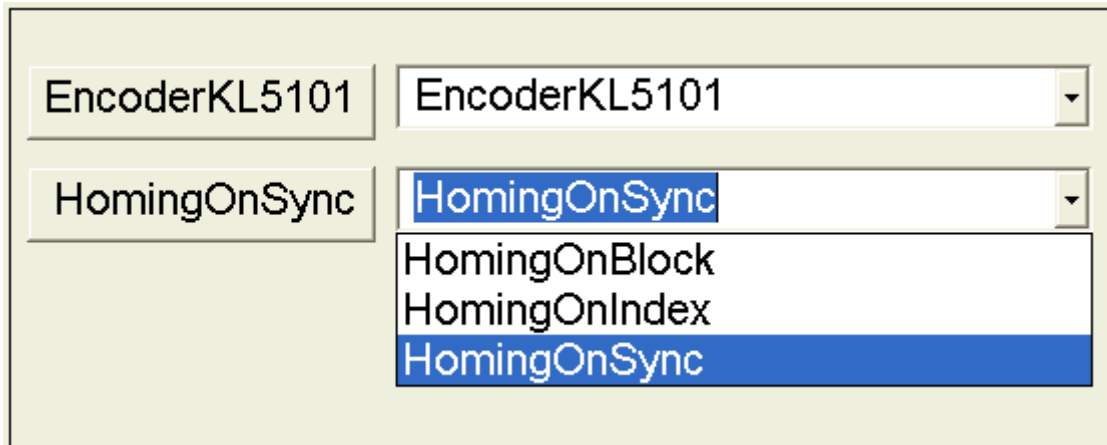 EncoderKL5101 EncoderKL5101
HomingOnSync HomingOnSync
HomingOnBlock
HomingOnIndex
HomingOnSync